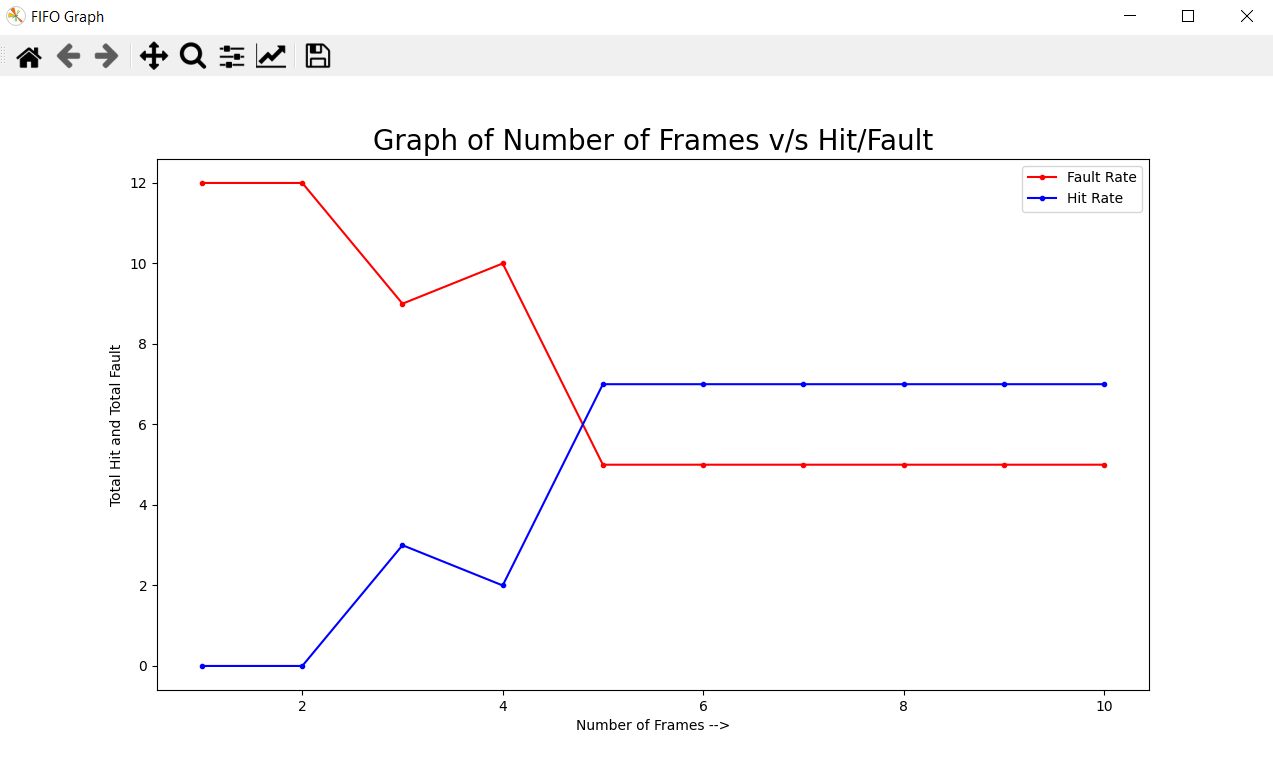 FIFO Graph
Graph of Number of Frames v/s Hit/Fault
Fault Rate
Hit Rate
Total Hit and Total Fault
12
10
8
6
4
2
0
2
4
6
8
10
Number of Frames -->